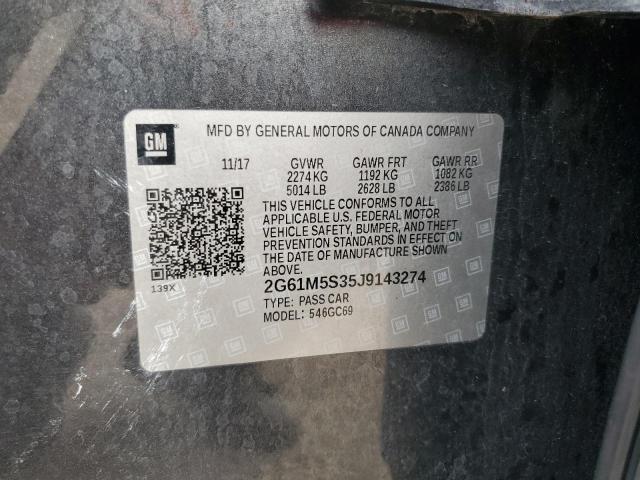 GM
MFD BY GENERAL MOTORS OF CANADA COMPANY
11/17 GVWR GAWR FRT GAWR RR
2274 KG 1192 KG 1082 KG
5014 LB 2628 LB 2386 LB
THIS VEHICLE CONFORMS TO ALL
APPLICABLE U.S. FEDERAL MOTOR
VEHICLE SAFETY, BUMPER, AND THEFT
PREVENTION STANDARDS IN EFFECT ON
THE DATE OF MANUFACTURE SHOWN
ABOVE.
139X
2G61M5S35J9143274
TYPE: PASS CAR
MODEL: 546GC69